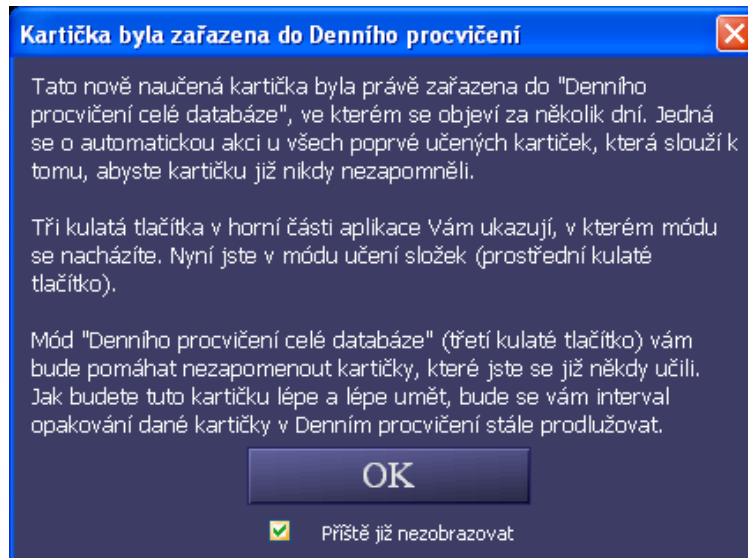 Kartička byla zařazena do Denního procvičení
Tato nově naučená kartička byla právě zařazena do "Denního
procvičení celé databáze", ve kterém se objeví za několik dní. Jedná
se o automatickou akci u všech poprvé učených kartiček, která slouží k
tomu, abyste kartičku již nikdy nezapomněli.
Tři kulatá tlačítka v horní části aplikace Vám ukazují, v kterém módu
se nacházíte. Nyní jste v módu učení složek (prostřední kulaté
tlačítko).
Mód "Denního procvičení celé databáze" (třetí kulaté tlačítko) vám
bude pomáhat nezapomenout kartičky, které jste se již někdy učili.
Jak budete tuto kartičku lépe a lépe umět, bude se vám interval
opakování dané kartičky v Denním procvičení stále prodlužovat.
OK
Příště již nezobrazovat